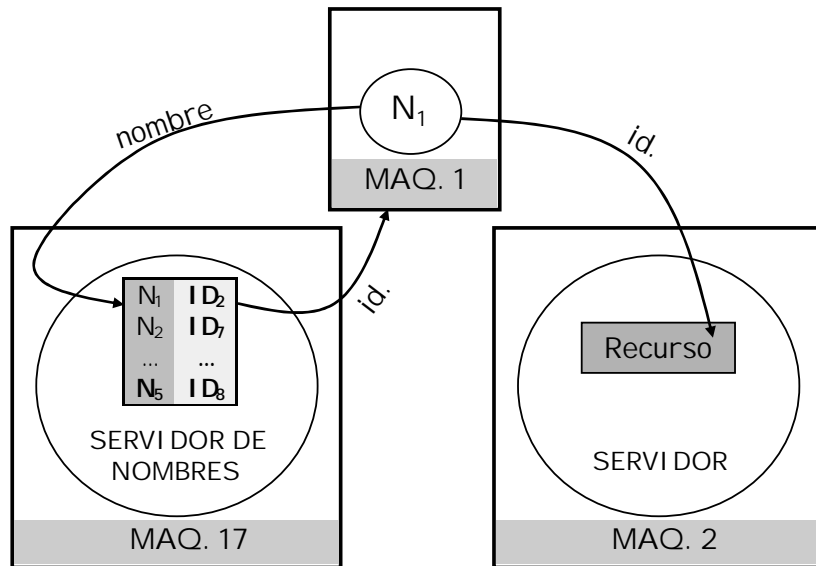 N₁
MAQ. 1
nombre
id.
id.
N₁ ID₂
N₂ ID₇
... ...
N₅ ID₈
SERVIDOR DE
NOMBRES
MAQ. 17
Recurso
SERVIDOR
MAQ. 2